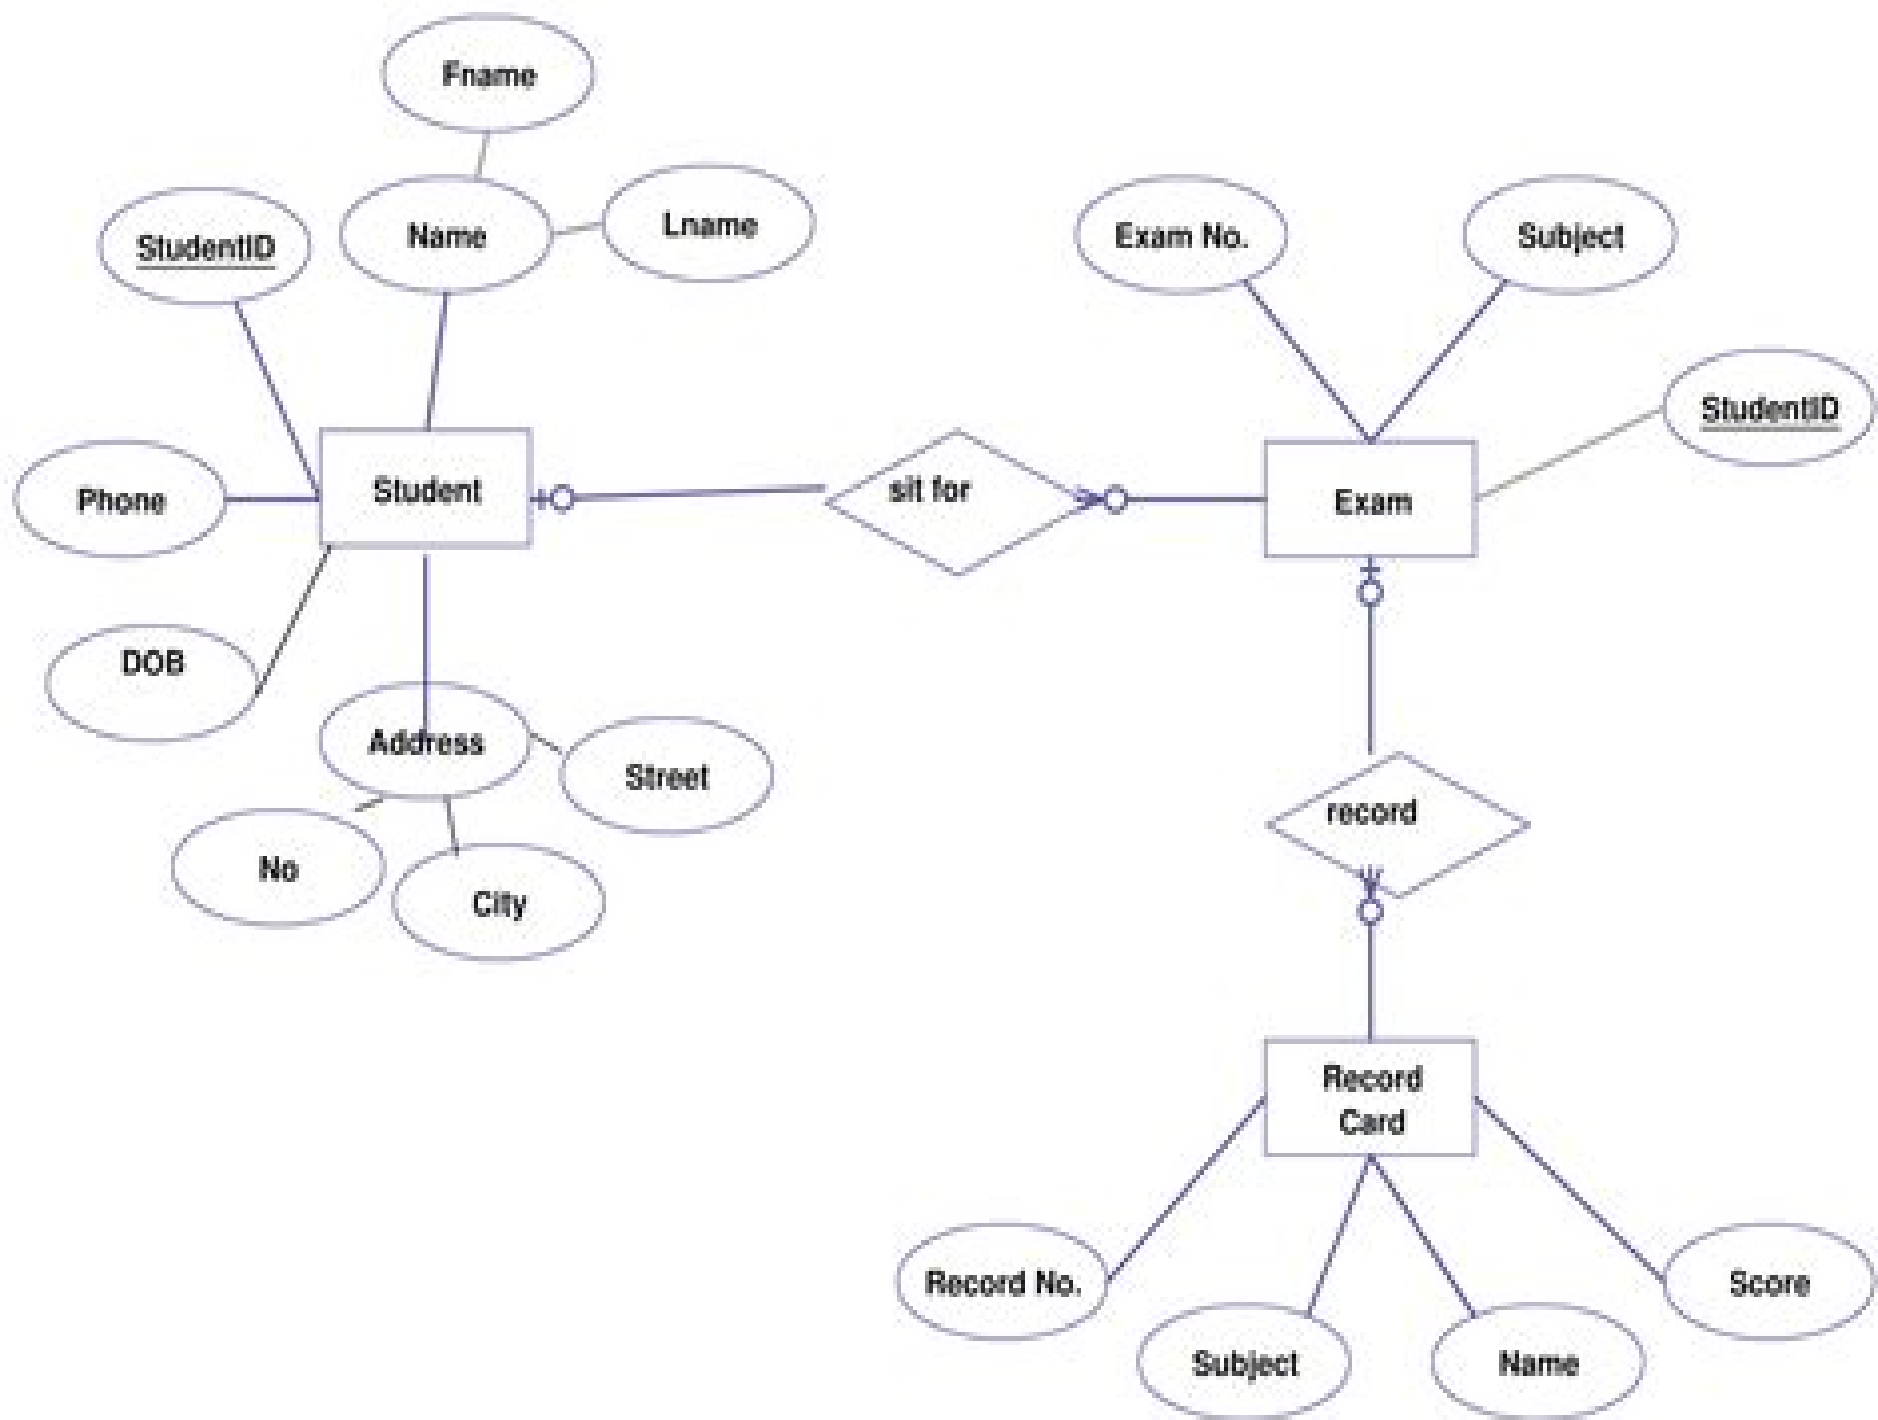 Fname
StudentID
Name
Lname
Exam No.
Subject
StudentID
Phone
Student
sit for
Exam
DOB
Address
Street
No
City
record
Record
Card
Record No.
Subject
Name
Score